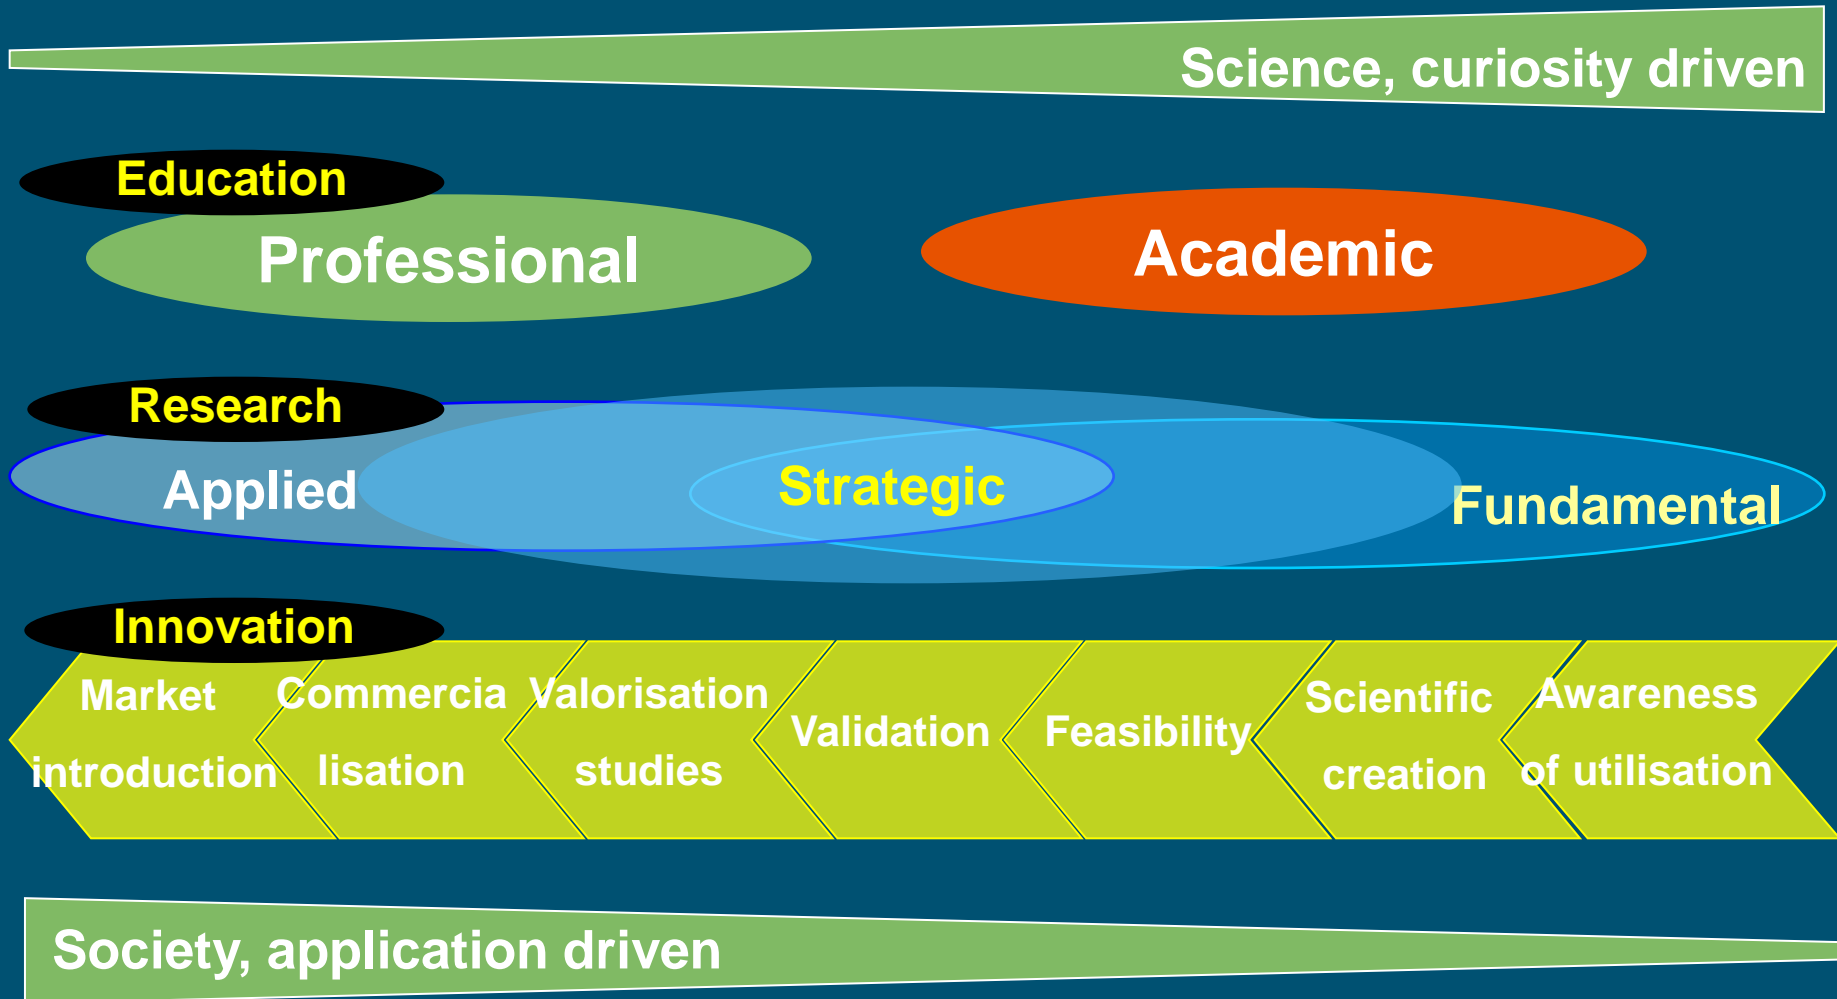 Science, curiosity driven
Education
Professional
Academic
Research
Applied
Strategic
Fundamental
Innovation
Market
introduction
Commercia
lisation
Valorisation
studies
Validation
Feasibility
Scientific
creation
Awareness
of utilisation
Society, application driven